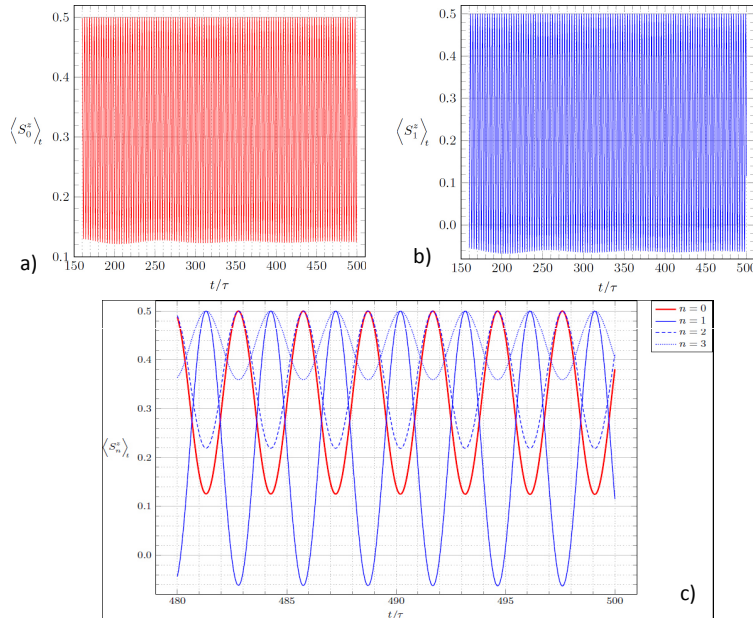 0.5
0.4
0.3
0.2
0.1
⟨S_0^z⟩_t
150 200 250 300 350 400 450 500
t/τ
a)
0.5
0.4
0.3
0.2
0.1
0.0
⟨S_1^z⟩_t
150 200 250 300 350 400 450 500
t/τ
b)
0.5
0.4
0.3
0.2
0.1
0.0
⟨S_n^z⟩_t
480 485 490 495 500
t/τ
n = 0
n = 1
n = 2
n = 3
c)